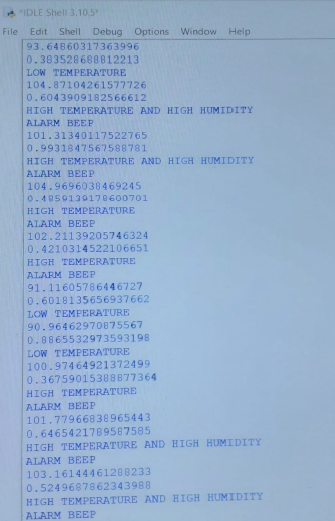 *IDLE Shell 3.10.5*
File Edit Shell Debug Options Window Help
93.64860317363996
0.383528688812213
LOW TEMPERATURE
104.87104261577726
0.6043909182566612
HIGH TEMPERATURE AND HIGH HUMIDITY
ALARM BEEP
101.31340117522765
0.9931847567588781
HIGH TEMPERATURE AND HIGH HUMIDITY
ALARM BEEP
104.9696038469245
0.4859139178600701
HIGH TEMPERATURE
ALARM BEEP
102.21139205746324
0.4210314522106651
HIGH TEMPERATURE
ALARM BEEP
91.11605786446727
0.6018135656937662
LOW TEMPERATURE
90.96462970875567
0.8865532973593198
LOW TEMPERATURE
100.97464921372499
0.36759015388877364
HIGH TEMPERATURE
ALARM BEEP
101.77966838965443
0.6465421789587585
HIGH TEMPERATURE AND HIGH HUMIDITY
ALARM BEEP
103.16144461288233
0.5249687862343988
HIGH TEMPERATURE AND HIGH HUMIDITY
ALARM BEEP